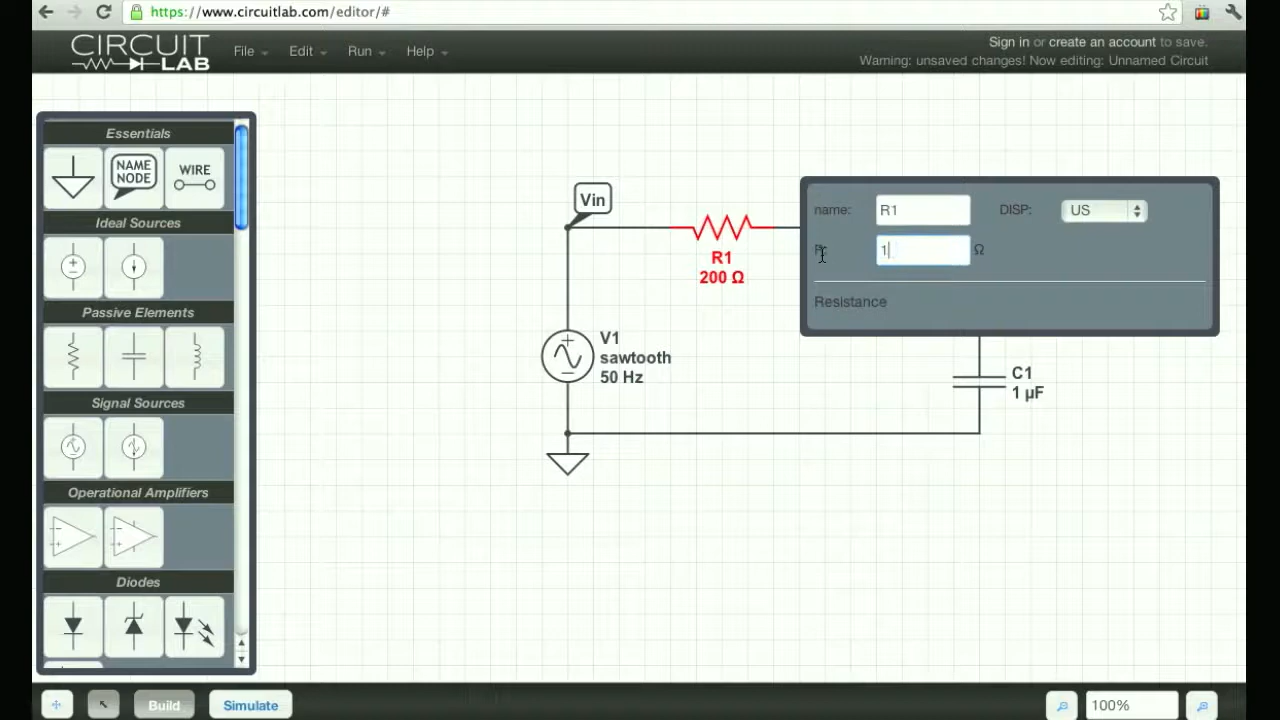 https://www.circuitlab.com/editor/#
CIRCUIT
LAB
File
Edit
Run
Help
Sign in or create an account to save.
Warning: unsaved changes! Now editing: Unnamed Circuit
Essentials
NAME
NODE
WIRE
Ideal Sources
Passive Elements
Signal Sources
Operational Amplifiers
Diodes
Vin
R1
200 Ω
V1
sawtooth
50 Hz
name:
R1
DISP:
US
1
Ω
Resistance
C1
1 µF
Build
Simulate
100%